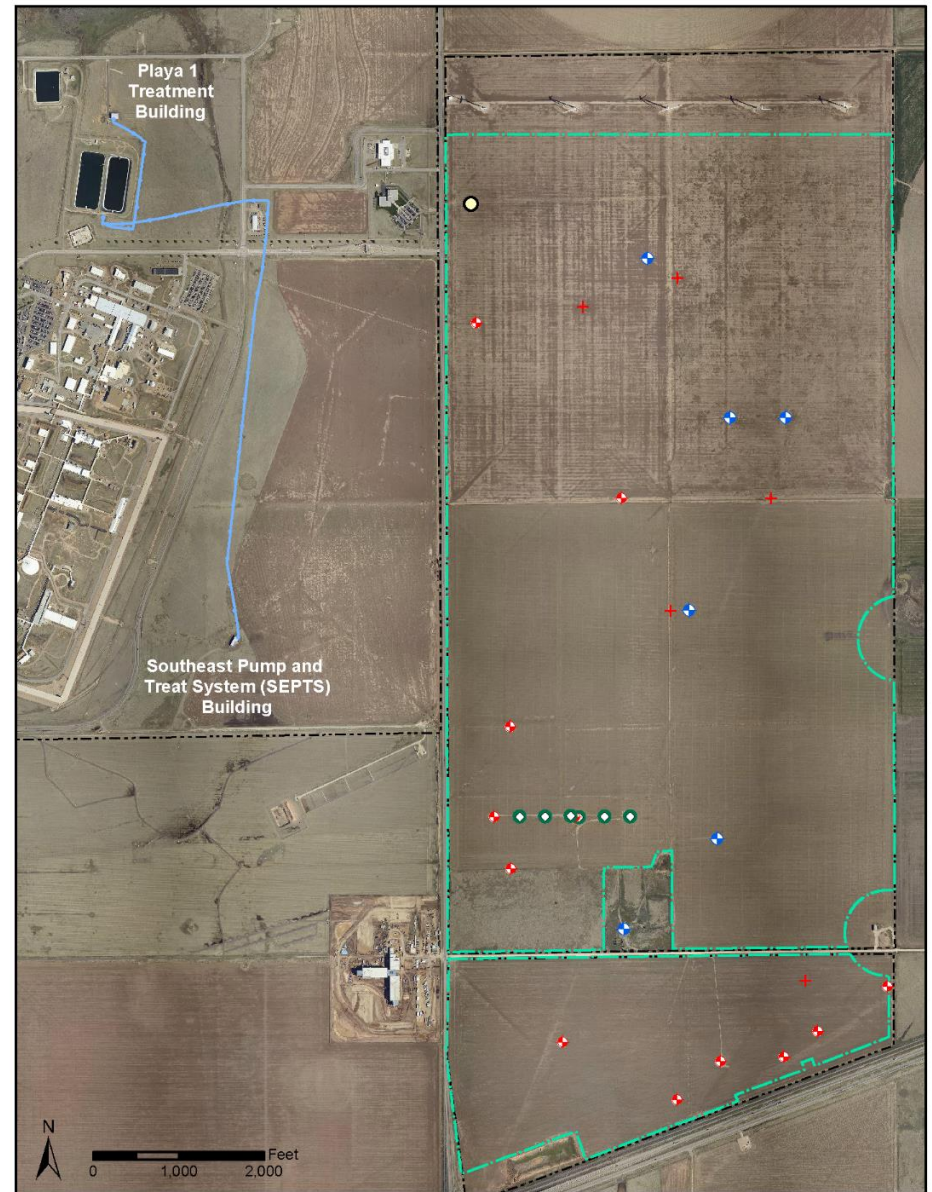 Playa 1
Treatment
Building
Southeast Pump and
Treat System (SEPTS)
Building
N
Feet
0 1,000 2,000